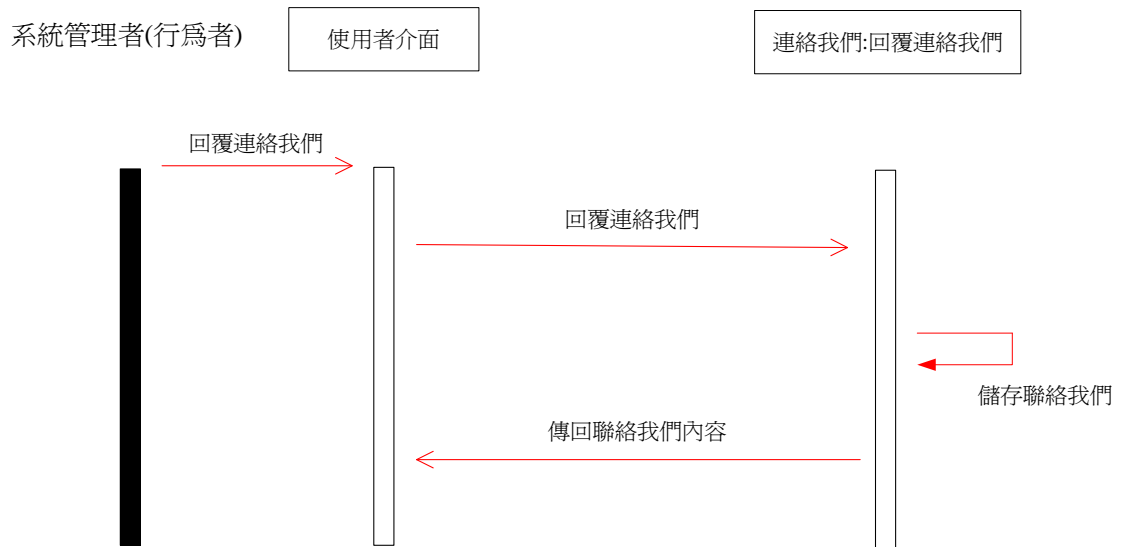 系統管理者(行爲者)
使用者介面
連絡我們:回覆連絡我們
回覆連絡我們
回覆連絡我們
儲存聯絡我們
傳回聯絡我們內容